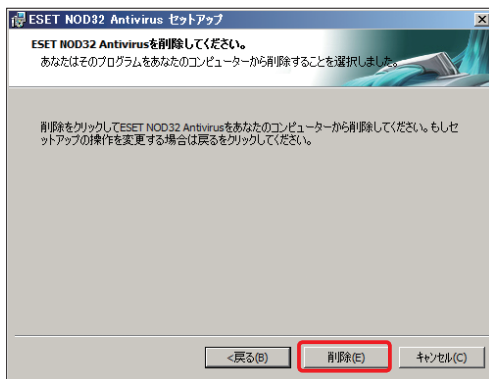 ESET NOD32 Antivirus セットアップ
ESET NOD32 Antivirusを削除してください。
あなたはそのプログラムをあなたのコンピューターから削除することを選択しました。
削除をクリックしてESET NOD32 Antivirusをあなたのコンピューターから削除してください。もしセ
ットアップの操作を変更する場合は戻るをクリックしてください。
<戻る(B) 削除(E) キャンセル(C)